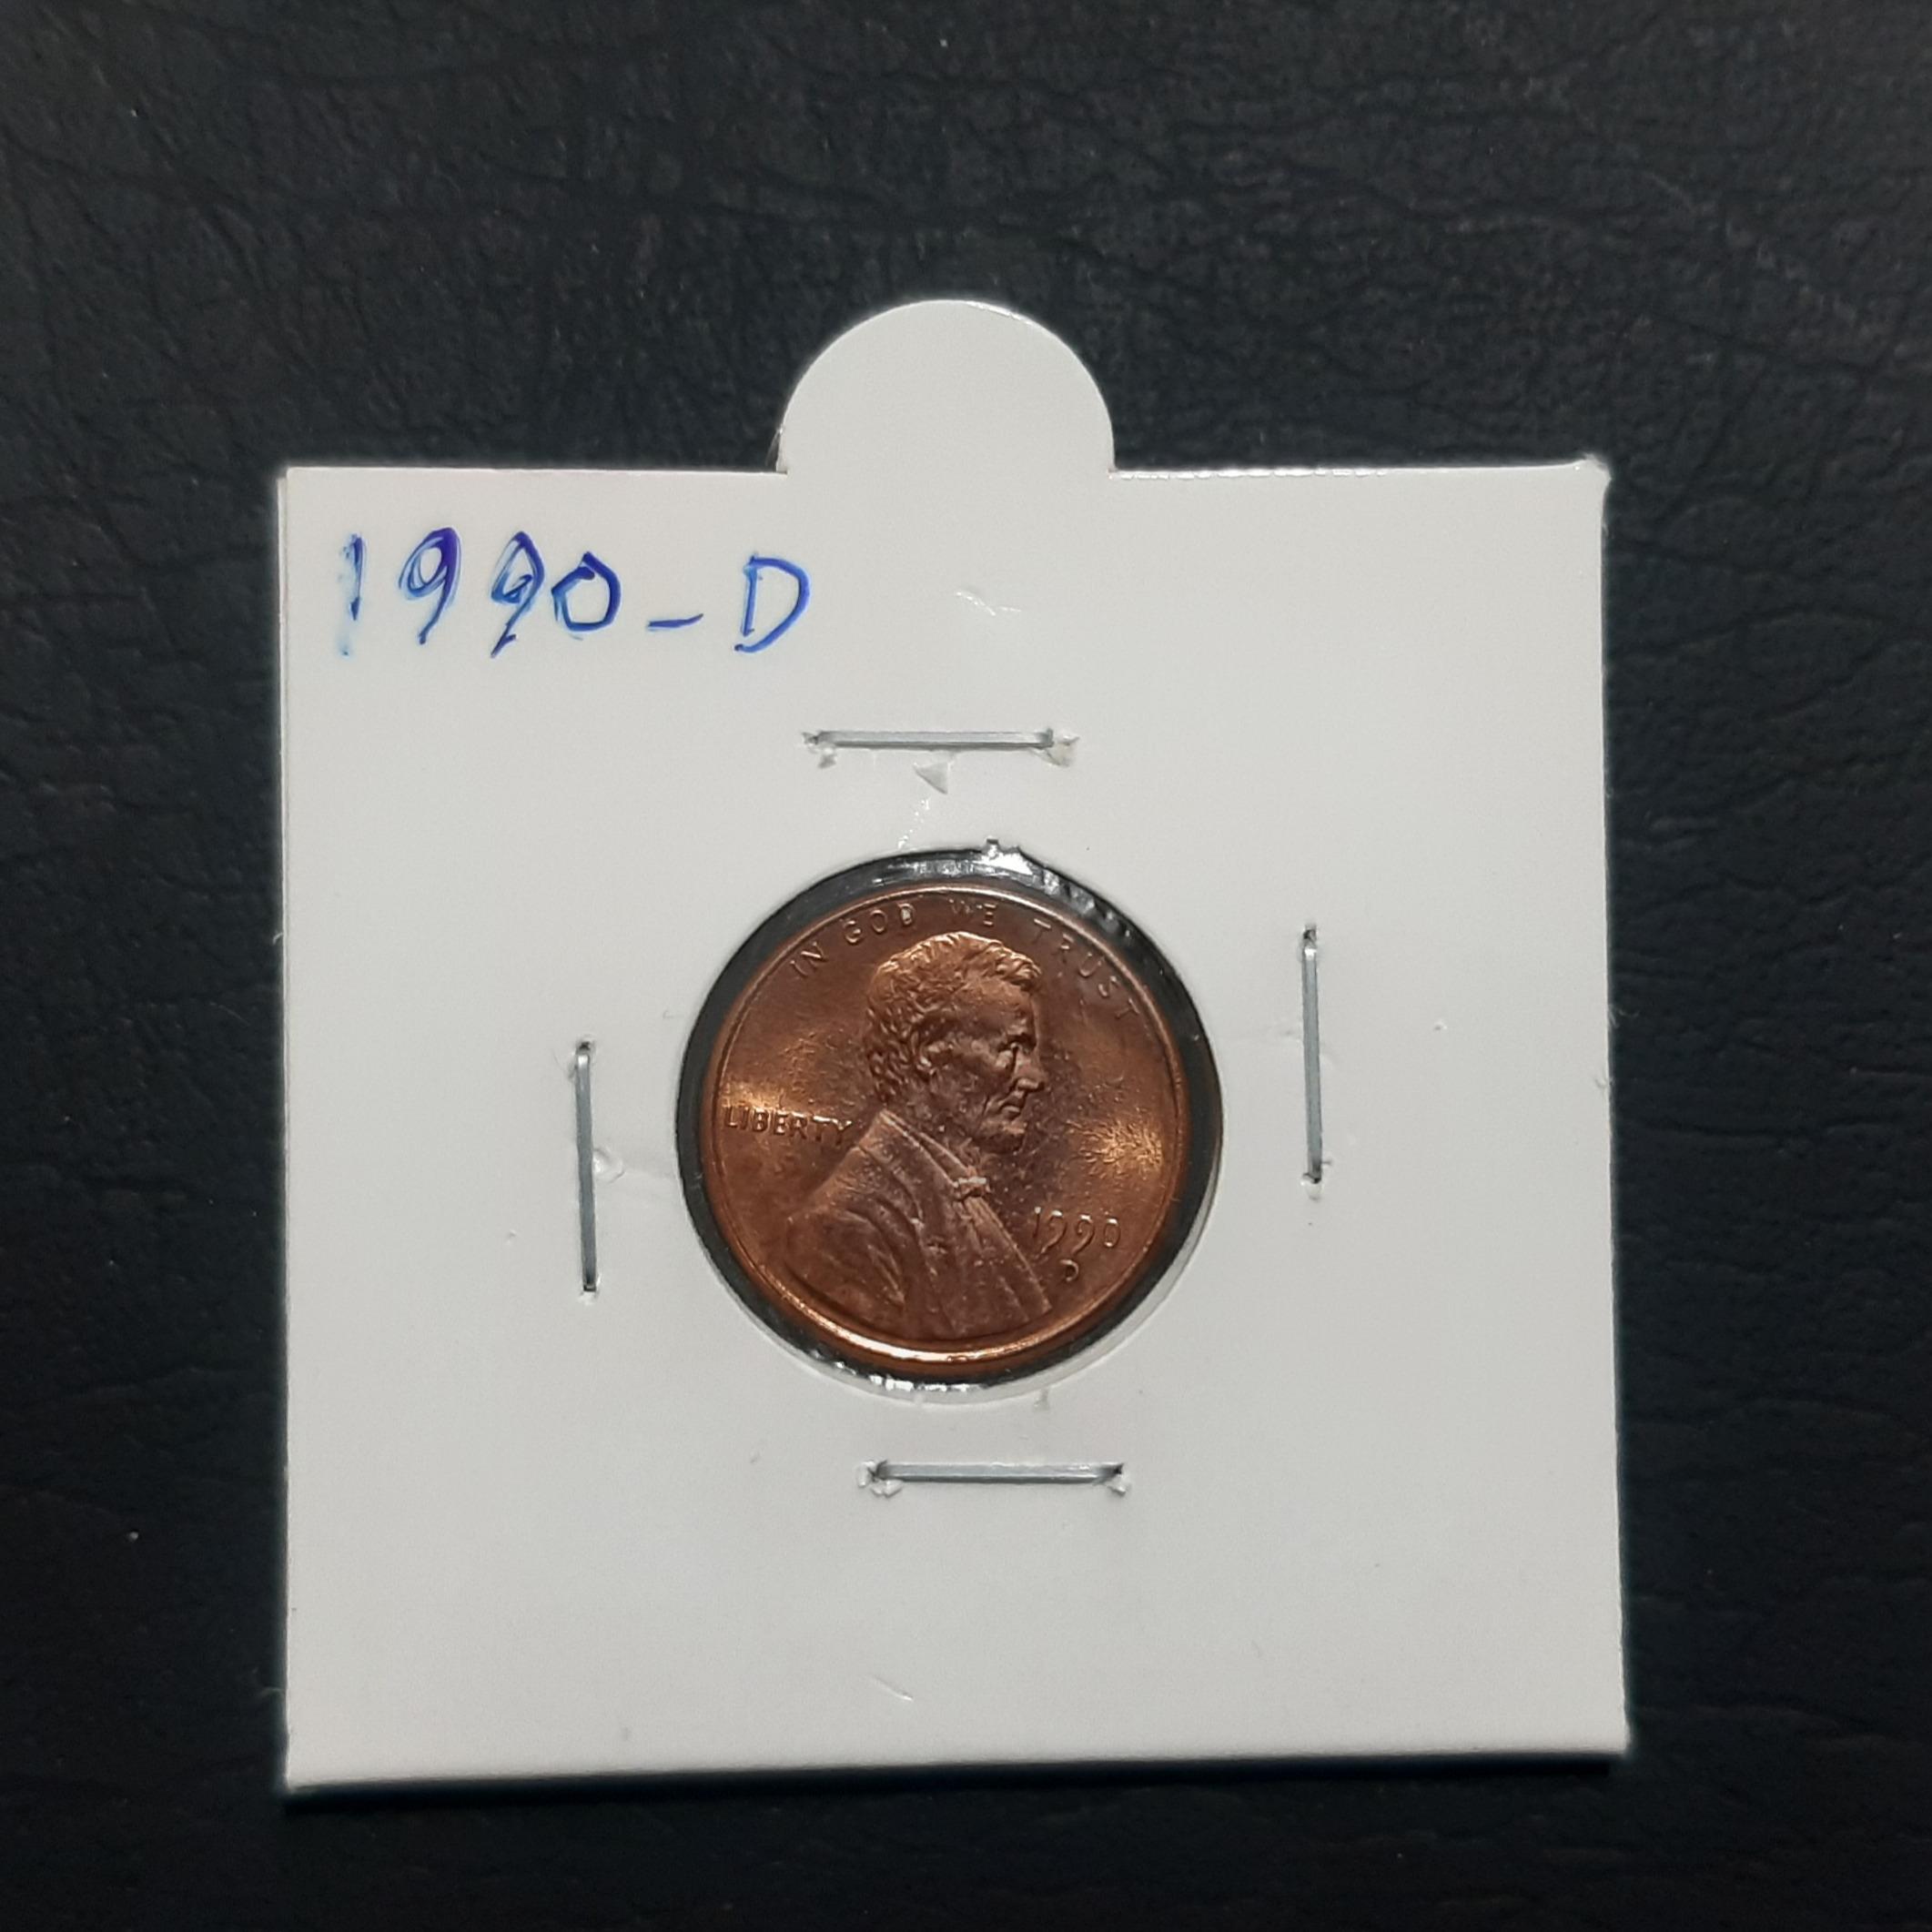 1990-D
IN GOD WE TRUST
LIBERTY
1990
D